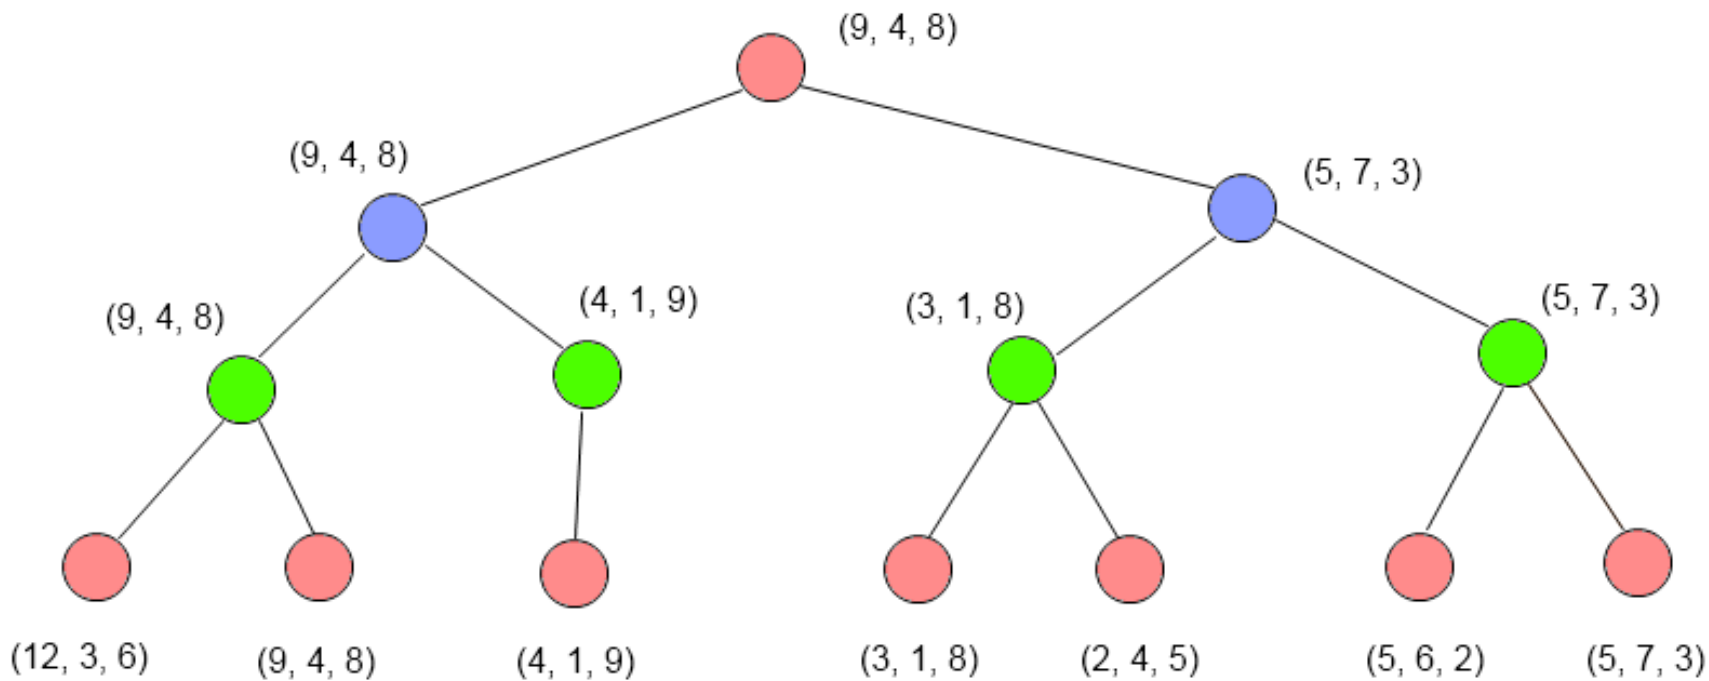 (9, 4, 8)
(9, 4, 8)
(5, 7, 3)
(9, 4, 8)
(4, 1, 9)
(3, 1, 8)
(5, 7, 3)
(12, 3, 6)
(9, 4, 8)
(4, 1, 9)
(3, 1, 8)
(2, 4, 5)
(5, 6, 2)
(5, 7, 3)